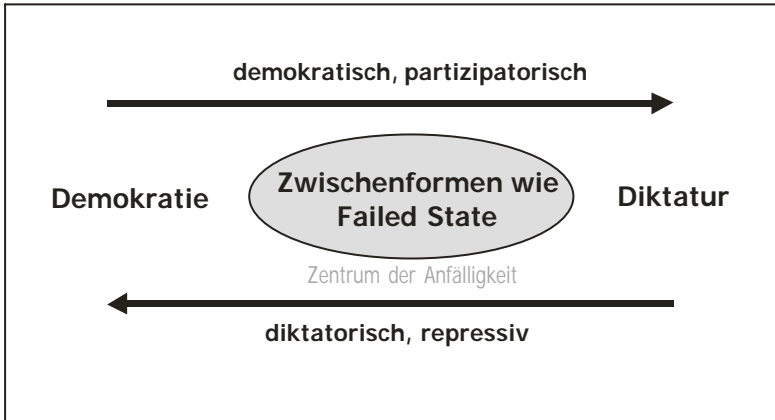 demokratisch, partizipatorisch
Demokratie
Zwischenformen wie
Failed State
Diktatur
Zentrum der Anfälligkeit
diktatorisch, repressiv